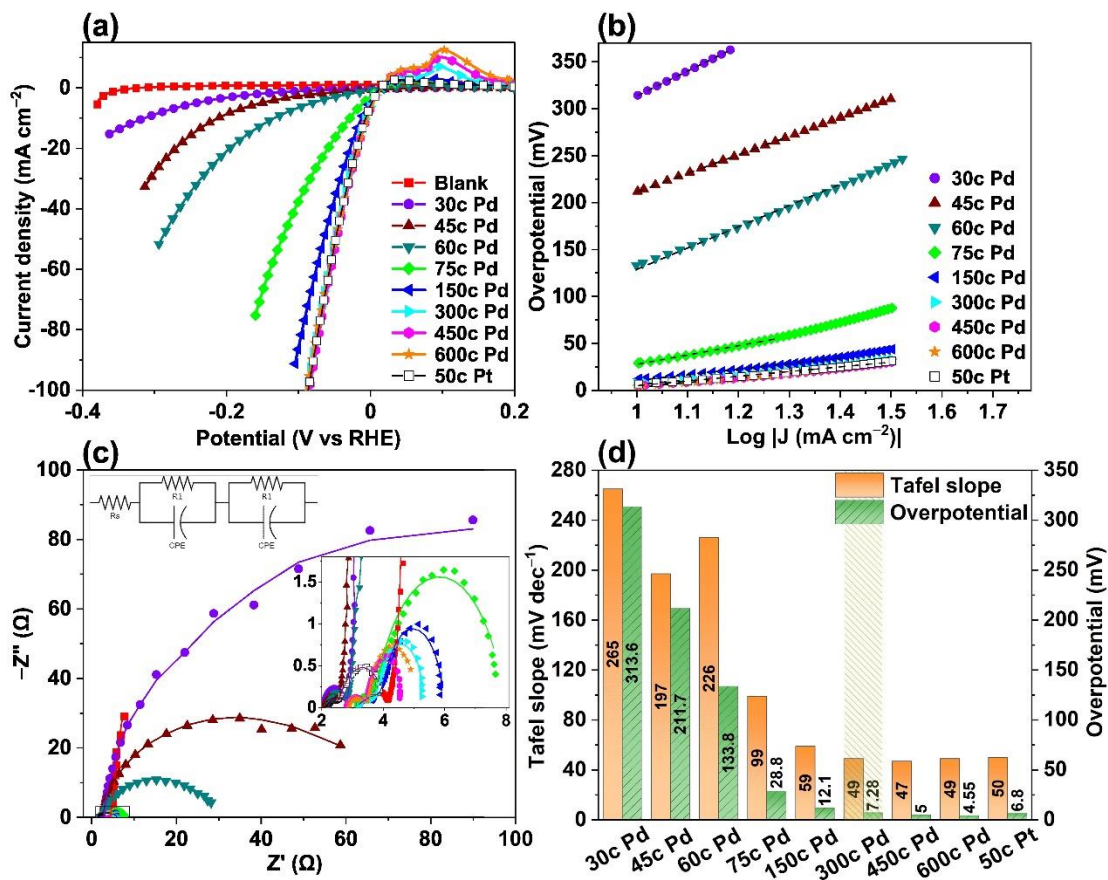 (a)
0
-20
-40
-60
-80
-100
Current density (mA cm⁻²)
-0.4
-0.2
0
0.2
Potential (V vs RHE)
Blank
30c Pd
45c Pd
60c Pd
75c Pd
150c Pd
300c Pd
450c Pd
600c Pd
50c Pt
(b)
350
300
250
200
150
100
50
0
Overpotential (mV)
1
1.1
1.2
1.3
1.4
1.5
1.6
1.7
Log |J (mA cm⁻²)|
30c Pd
45c Pd
60c Pd
75c Pd
150c Pd
300c Pd
450c Pd
600c Pd
50c Pt
(c)
100
80
60
40
20
0
–Z'' (Ω)
0
20
40
60
80
100
Z' (Ω)
Rs
R1
CPE
R1
CPE
1.5
1
0.5
0
2
4
6
8
(d)
280
240
200
160
120
80
40
0
Tafel slope (mV dec⁻¹)
350
300
250
200
150
100
50
0
Overpotential (mV)
Tafel slope
Overpotential
265
313.6
197
211.7
226
133.8
99
28.8
59
12.1
49
7.28
47
5
49
4.55
50
6.8
30c Pd
45c Pd
60c Pd
75c Pd
150c Pd
300c Pd
450c Pd
600c Pd
50c Pt